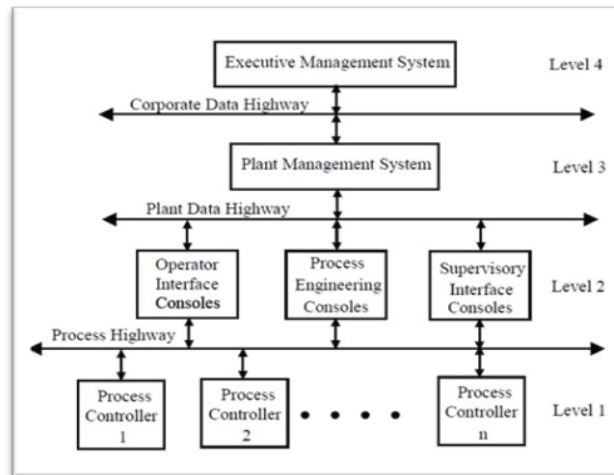 Executive Management System
Level 4
Corporate Data Highway
Plant Management System
Level 3
Plant Data Highway
Operator
Interface
Consoles
Process
Engineering
Consoles
Supervisory
Interface
Consoles
Level 2
Process Highway
Process
Controller
1
Process
Controller
2
Process
Controller
n
Level 1